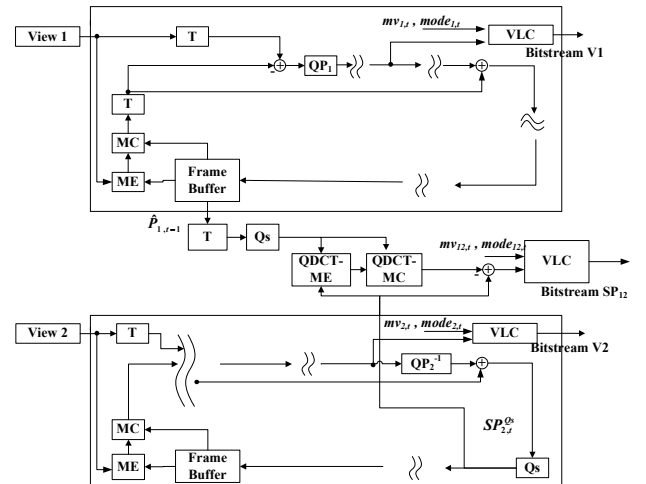 mv1,t , mode1,t
View 1
T
VLC
Bitstream V1
-
QP1
T
MC
ME
Frame
Buffer
P̂1,t−1
T
Qs
QDCT-
ME
QDCT-
MC
mv12,t , mode12,t
-
VLC
Bitstream SP12
View 2
T
mv2,t , mode2,t
VLC
Bitstream V2
QP2-1
MC
ME
Frame
Buffer
SP2,tQs
Qs